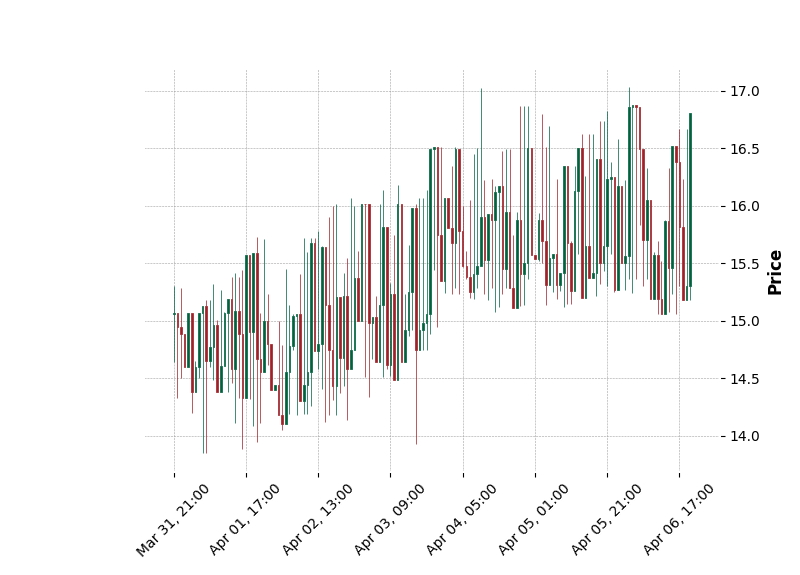 17.0
16.5
16.0
15.5
15.0
14.5
14.0
Price
Mar 31, 21:00
Apr 01, 17:00
Apr 02, 13:00
Apr 03, 09:00
Apr 04, 05:00
Apr 05, 01:00
Apr 05, 21:00
Apr 06, 17:00